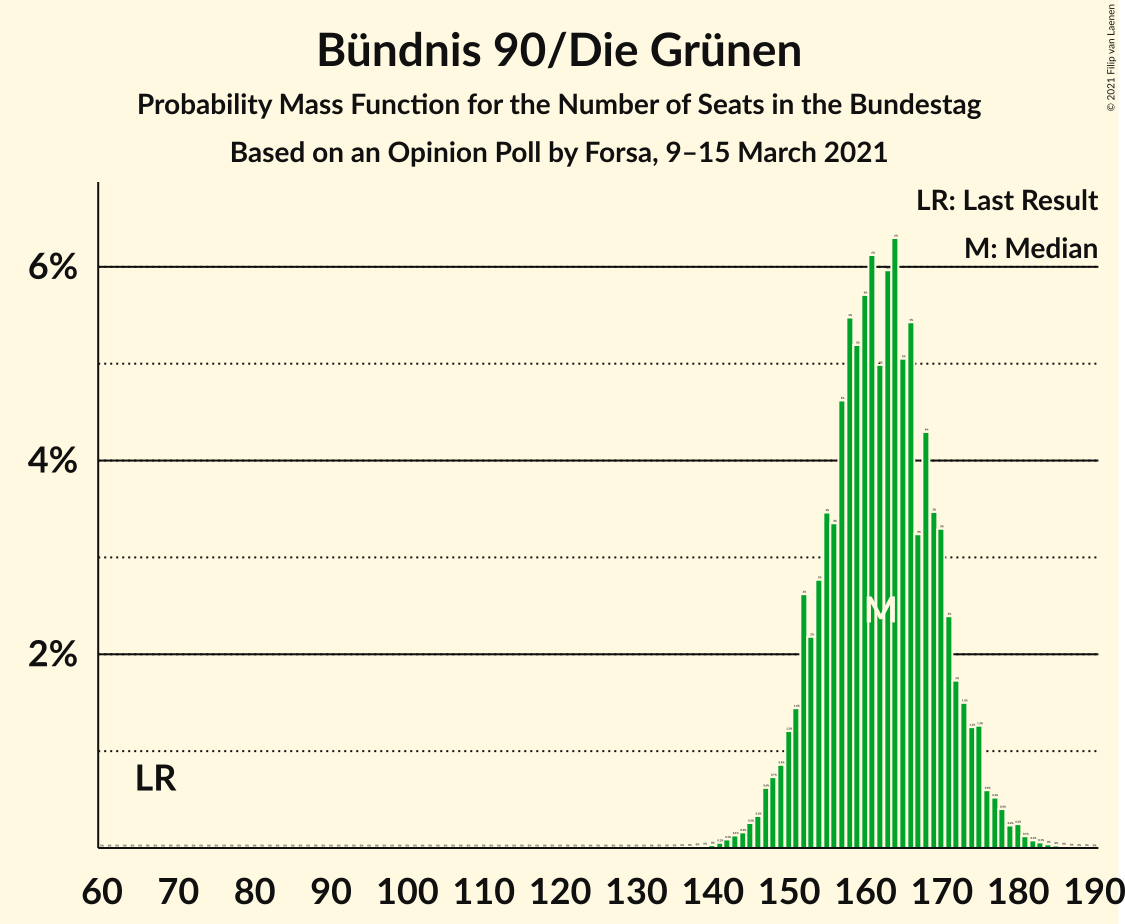 Bündnis 90/Die Grünen
Probability Mass Function for the Number of Seats in the Bundestag
Based on an Opinion Poll by Forsa, 9–15 March 2021
© 2021 Filip van Laenen
LR: Last Result
M: Median
6%
4%
2%
M
LR
60 70 80 90 100 110 120 130 140 150 160 170 180 190